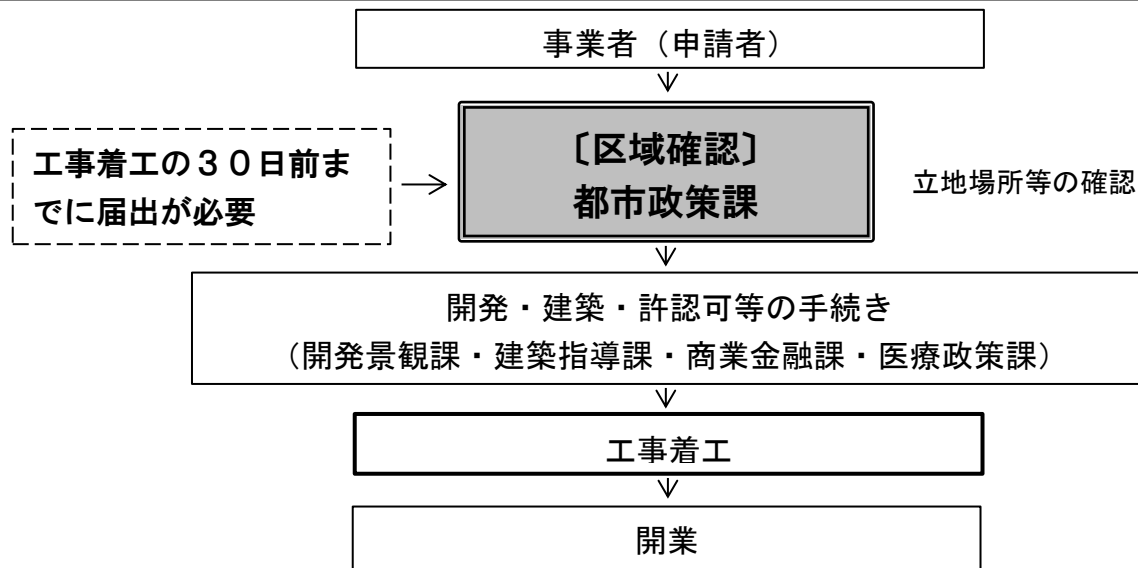 事業者（申請者）
工事着工の３０日前ま
でに届出が必要
〔区域確認〕
都市政策課
立地場所等の確認
開発・建築・許認可等の手続き
（開発景観課・建築指導課・商業金融課・医療政策課）
工事着工
開業